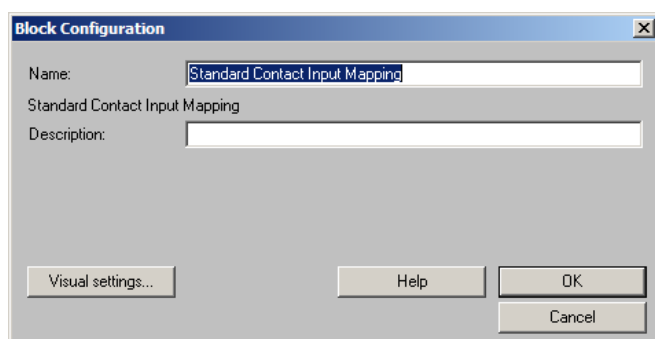 Block Configuration
Name: Standard Contact Input Mapping
Standard Contact Input Mapping
Description:
Visual settings... Help OK
Cancel